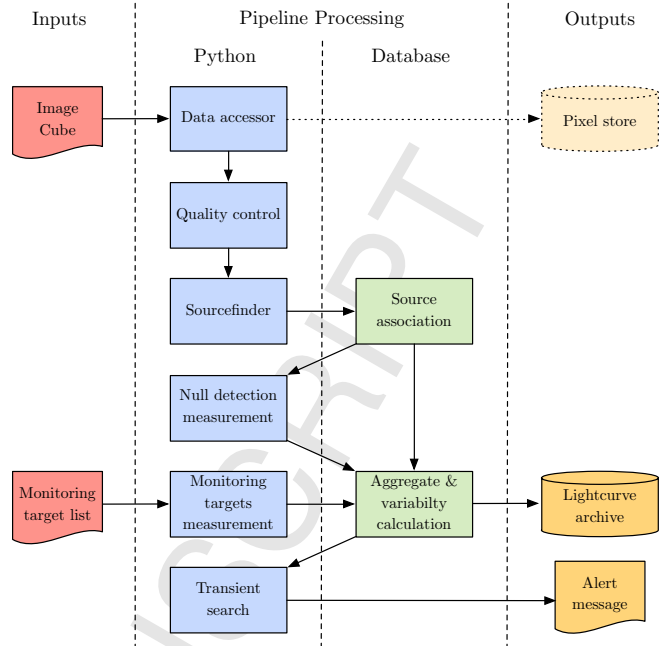 Inputs
Pipeline Processing
Outputs
Python
Database
Image
Cube
Data accessor
Pixel store
Quality control
Sourcefinder
Source
association
Null detection
measurement
Monitoring
target list
Monitoring
targets
measurement
Aggregate &
variabilty
calculation
Lightcurve
archive
Transient
search
Alert
message
SCRIPT